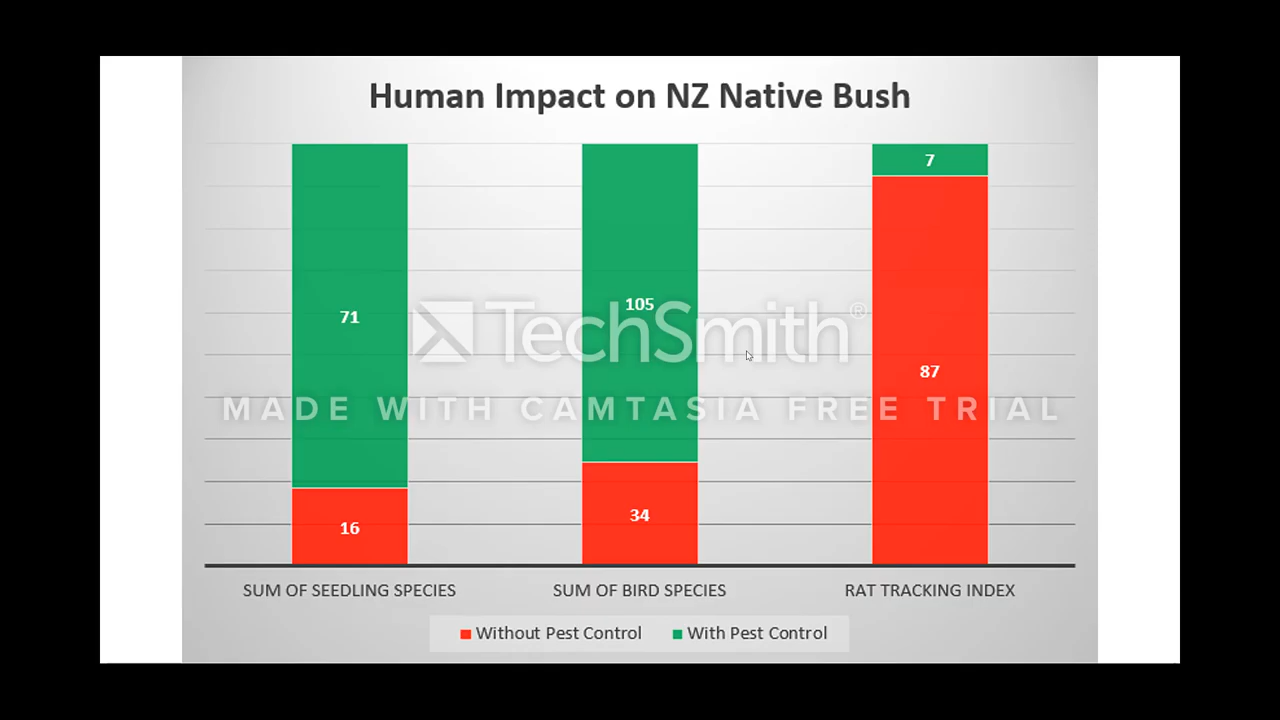 Human Impact on NZ Native Bush
7
105
71
TechSmith®
87
MADE WITH CAMTASIA FREE TRIAL
34
16
SUM OF SEEDLING SPECIES
SUM OF BIRD SPECIES
RAT TRACKING INDEX
Without Pest Control
With Pest Control